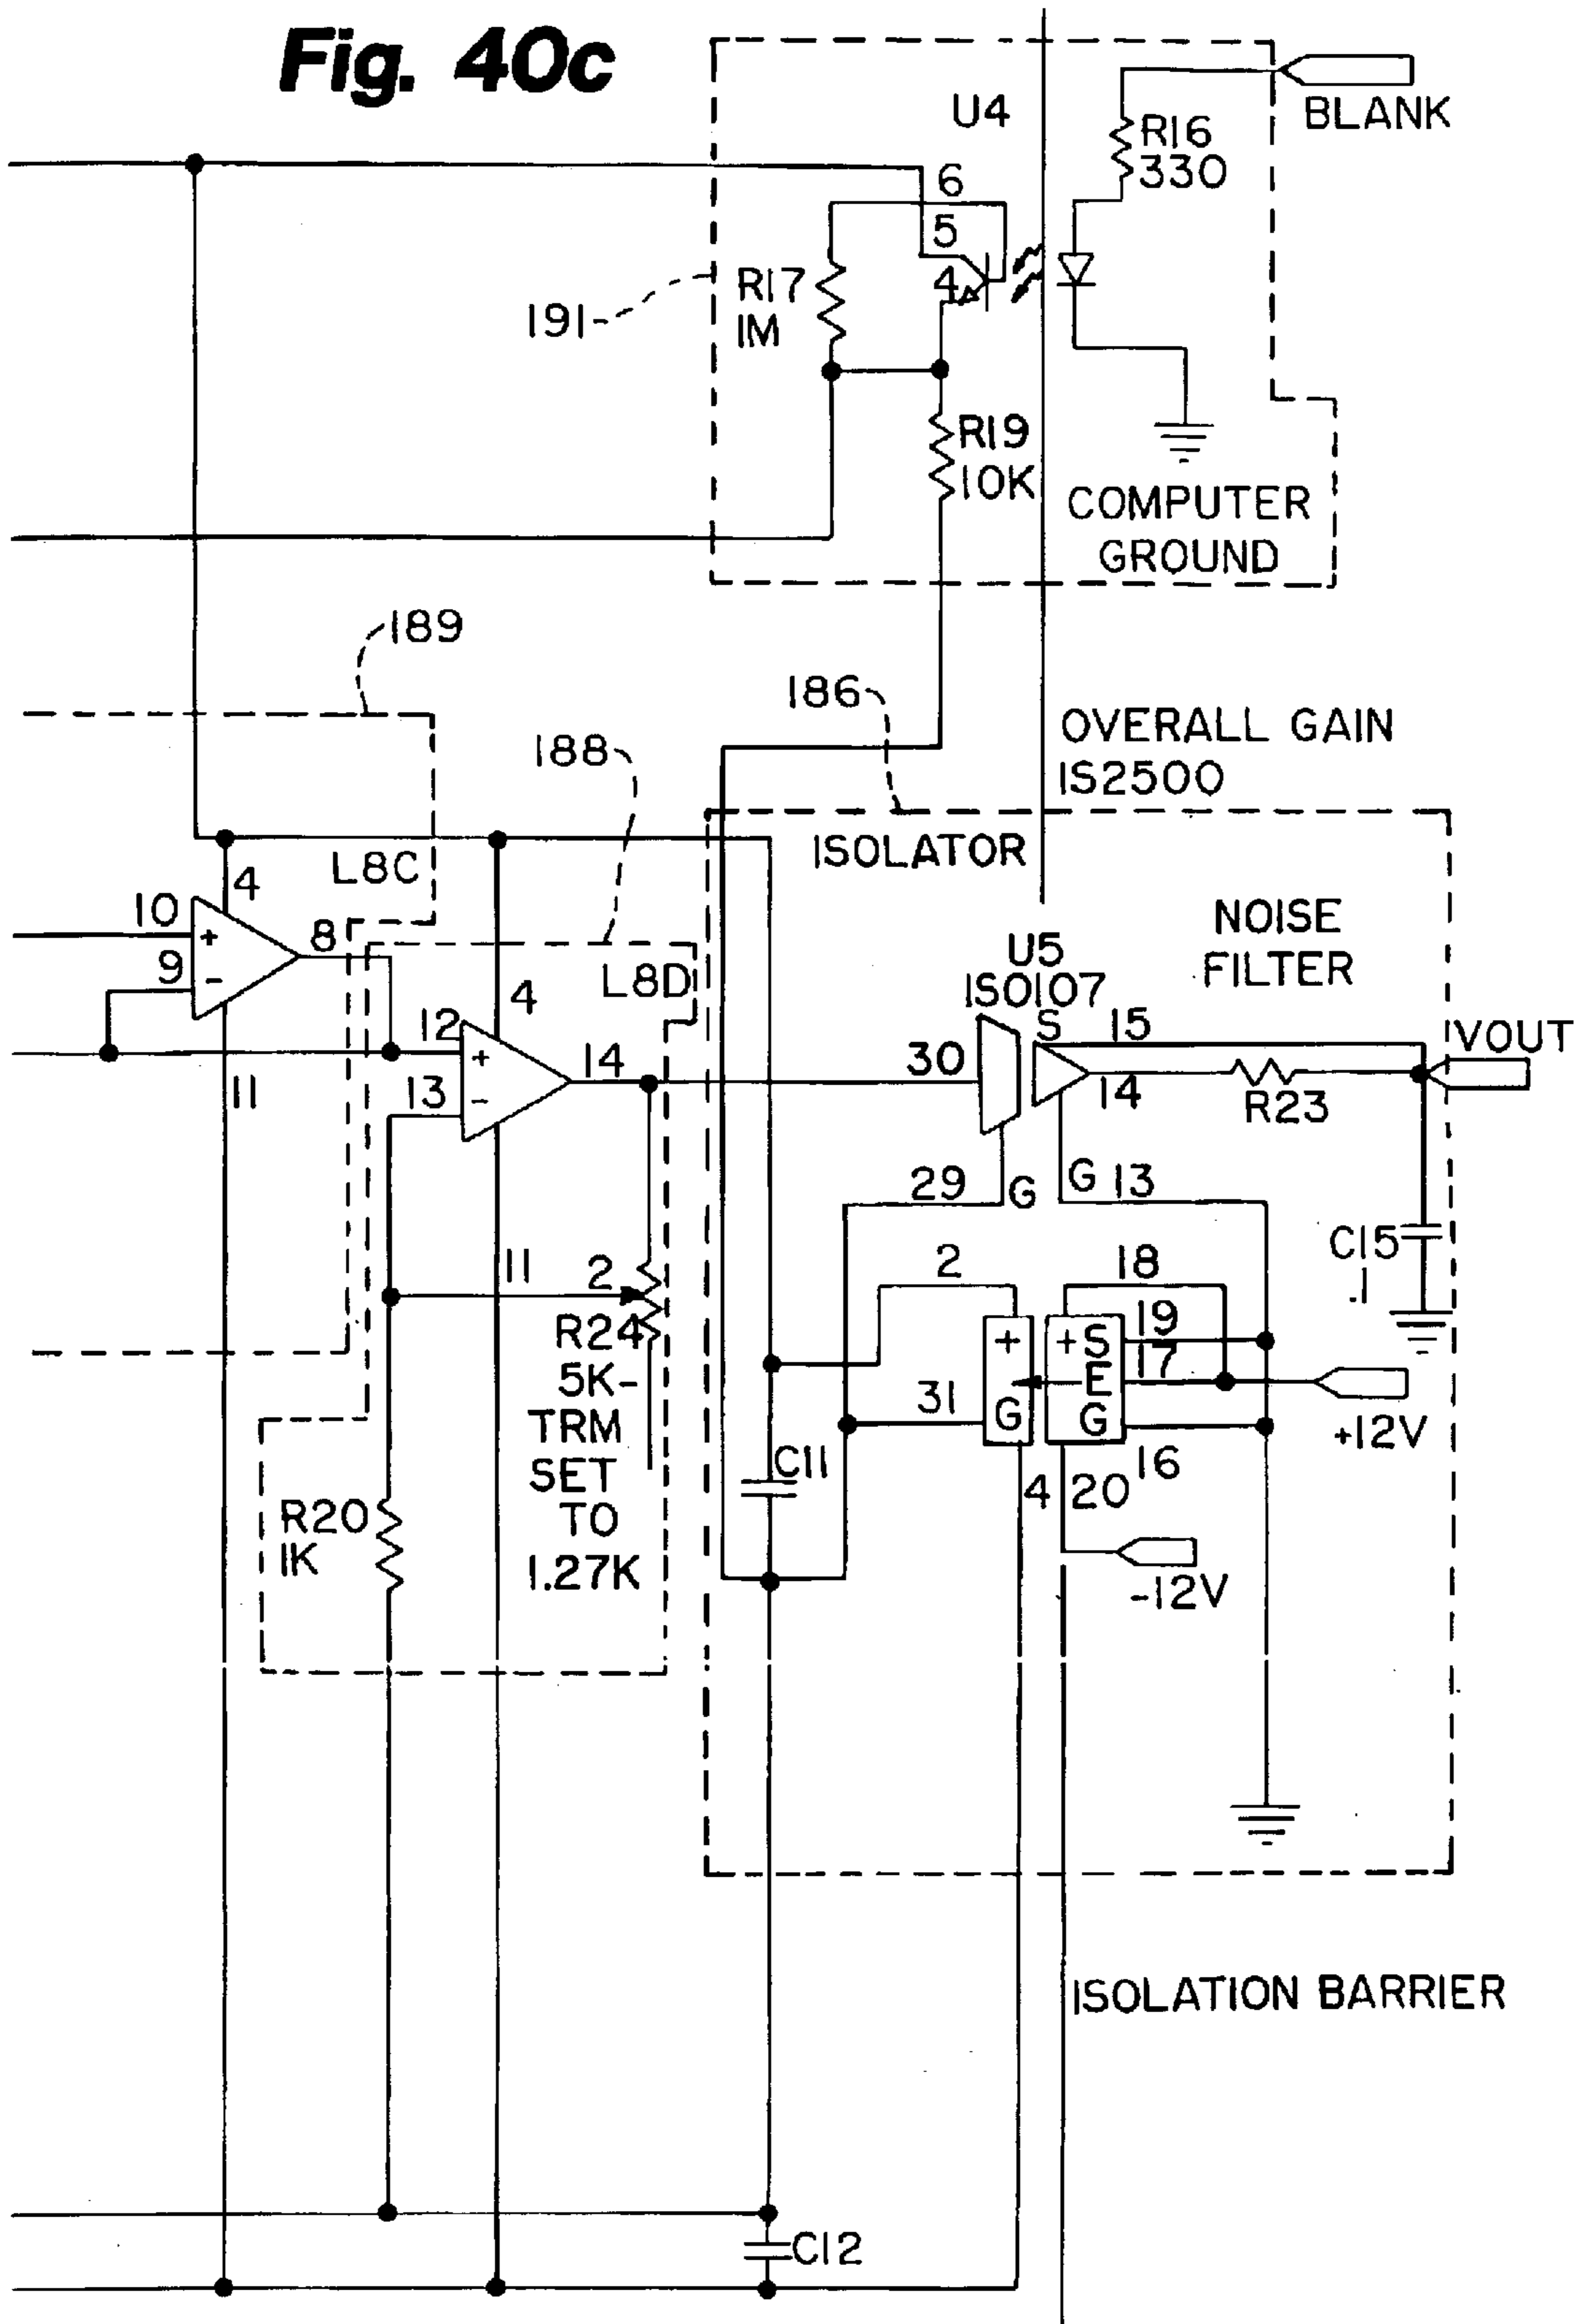 Fig. 40c
U4
BLANK
R16
330
6
5
4
R17
1M
191
R19
10K
COMPUTER
GROUND
189
186
188
OVERALL GAIN
IS2500
ISOLATOR
L8C
4
10
+
8
9
-
NOISE
FILTER
U5
ISO107
L8D
4
S
15
VOUT
12
+
14
30
13
-
11
14
R23
29
G
G
13
C15
.1
11
2
2
18
R24
5K-
TRM
SET
TO
1.27K
+
+
S
19
17
E
31
G
G
+12V
16
C11
4
20
R20
1K
-12V
ISOLATION BARRIER
C12